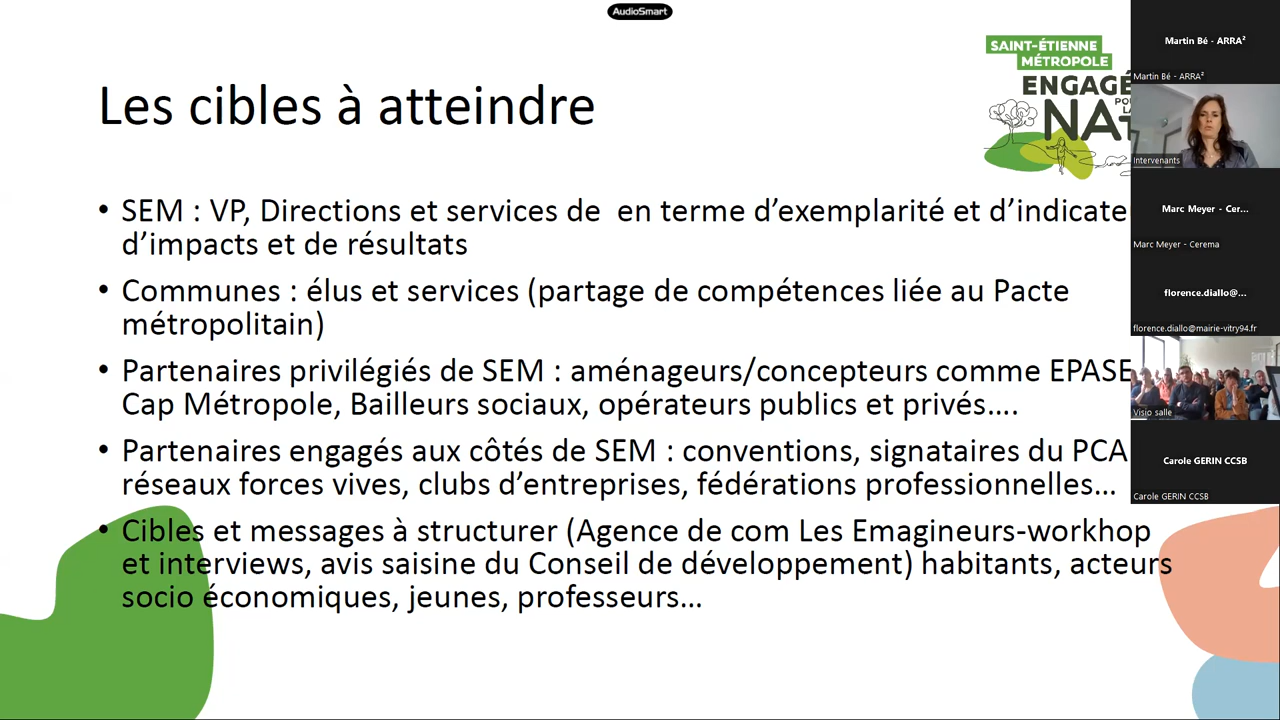 AudioSmart
SAINT-ÉTIENNE
MÉTROPOLE
ENGAGÉ
NA
Les cibles à atteindre
• SEM : VP, Directions et services de  en terme d’exemplarité et d’indicate
d’impacts et de résultats
• Communes : élus et services (partage de compétences liée au Pacte
métropolitain)
• Partenaires privilégiés de SEM : aménageurs/concepteurs comme EPASE
Cap Métropole, Bailleurs sociaux, opérateurs publics et privés….
• Partenaires engagés aux côtés de SEM : conventions, signataires du PCA
réseaux forces vives, clubs d’entreprises, fédérations professionnelles…
• Cibles et messages à structurer (Agence de com Les Emagineurs-workhop
et interviews, avis saisine du Conseil de développement) habitants, acteurs
socio économiques, jeunes, professeurs…
Martin Bé - ARRA²
Martin Bé - ARRA²
Intervenants
Marc Meyer - Cer...
Marc Meyer - Cerema
florence.diallo@...
florence.diallo@mairie-vitry94.fr
Visio salle
Carole GERIN CCSB
Carole GERIN CCSB